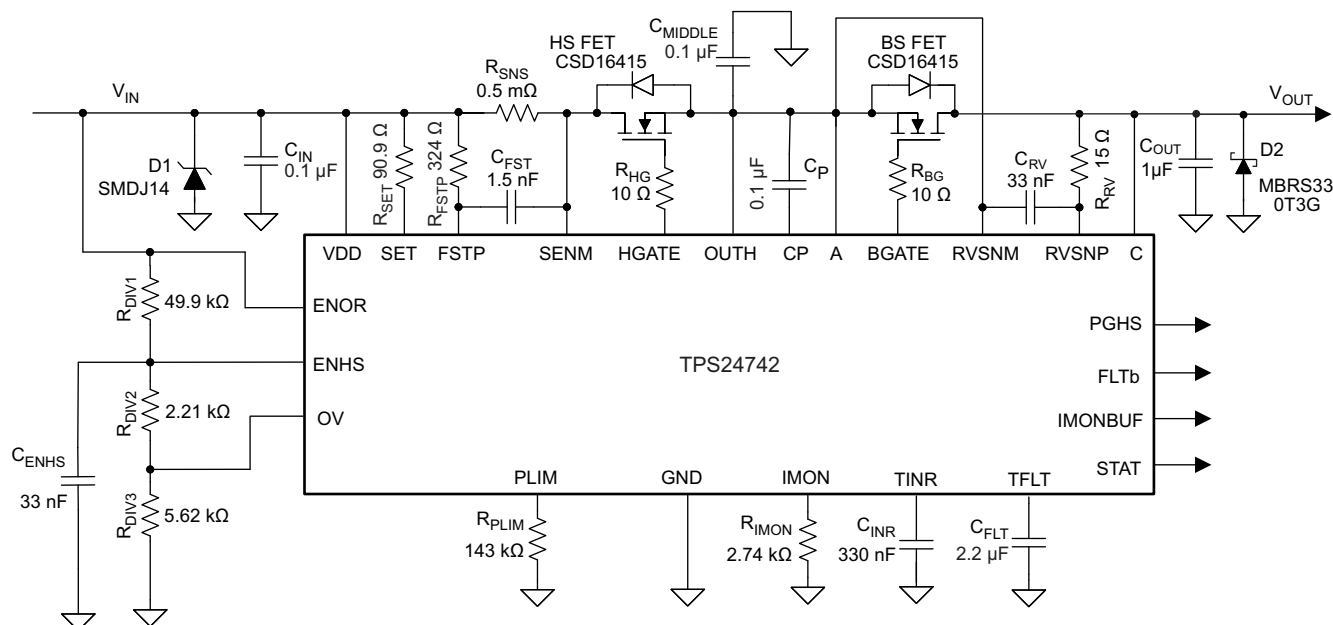 HS FET
CSD16415
C_MIDDLE
0.1 µF
BS FET
CSD16415
V_IN
R_SNS
0.5 mΩ
V_OUT
D1
SMDJ14
C_IN
0.1 µF
R_SET 90.9 Ω
R_FSTP 324 Ω
C_FST
1.5 nF
R_HG
10 Ω
0.1 µF
C_P
R_BG
10 Ω
C_RV
33 nF
R_RV 15 Ω
C_OUT
1µF
D2
MBRS33
0T3G
VDD
SET
FSTP
SENM
HGATE
OUTH
CP
A
BGATE
RVSNM
RVSNP
C
R_DIV1
49.9 kΩ
ENOR
ENHS
OV
TPS24742
PGHS
FLTb
IMONBUF
STAT
R_DIV2
2.21 kΩ
C_ENHS
33 nF
R_DIV3
5.62 kΩ
PLIM
GND
IMON
TINR
TFLT
R_PLIM
143 kΩ
R_IMON
2.74 kΩ
C_INR
330 nF
C_FLT
2.2 µF